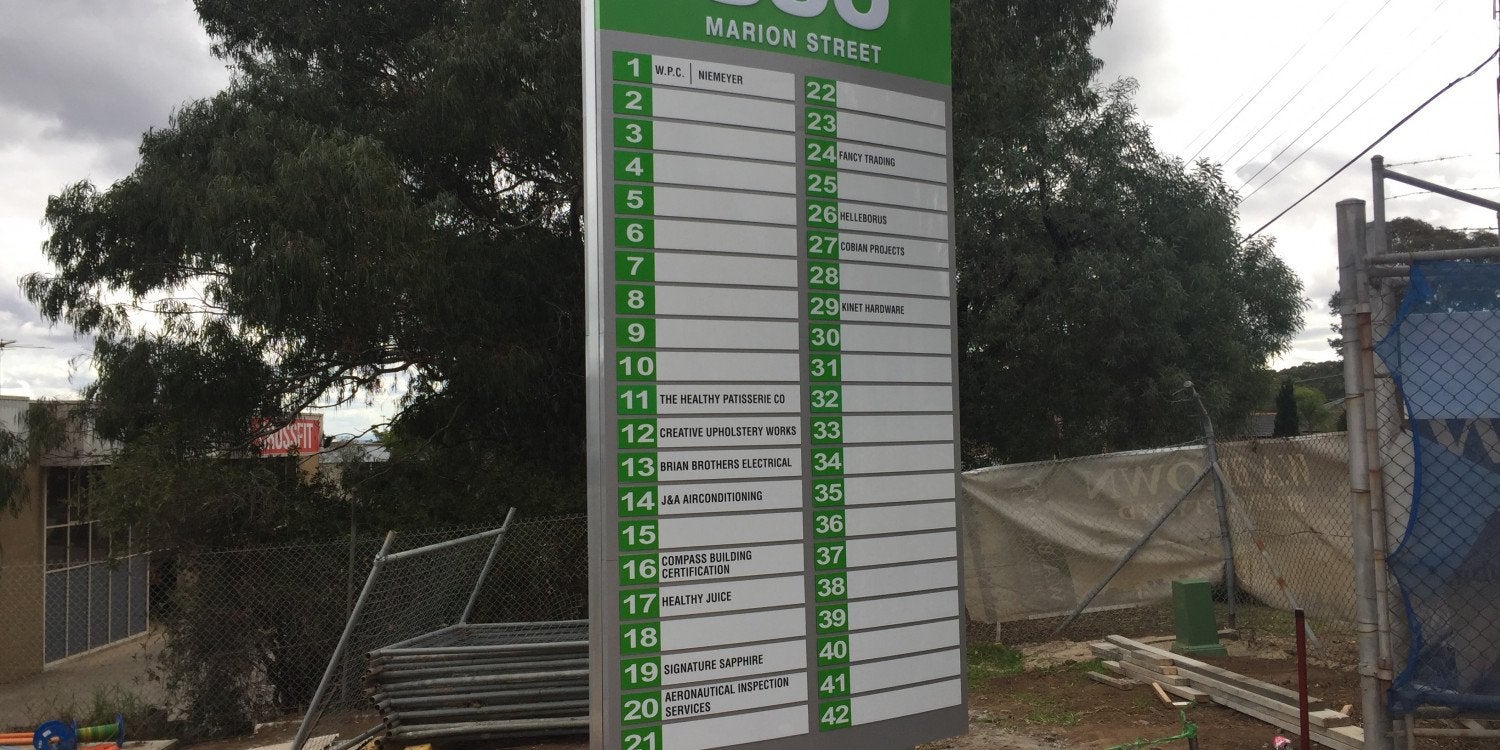 MARION STREET
1 W.P.C. | NIEMEYER
2
3
4
5
6
7
8
9
10
11 THE HEALTHY PATISSERIE CO
12 CREATIVE UPHOLSTERY WORKS
13 BRIAN BROTHERS ELECTRICAL
14 J&A AIRCONDITIONING
15
16 COMPASS BUILDING
CERTIFICATION
17 HEALTHY JUICE
18
19 SIGNATURE SAPPHIRE
20 AERONAUTICAL INSPECTION
SERVICES
21
22
23
24 FANCY TRADING
25
26 HELLEBORUS
27 COBIAN PROJECTS
28
29 KINET HARDWARE
30
31
32
33
34
35
36
37
38
39
40
41
42